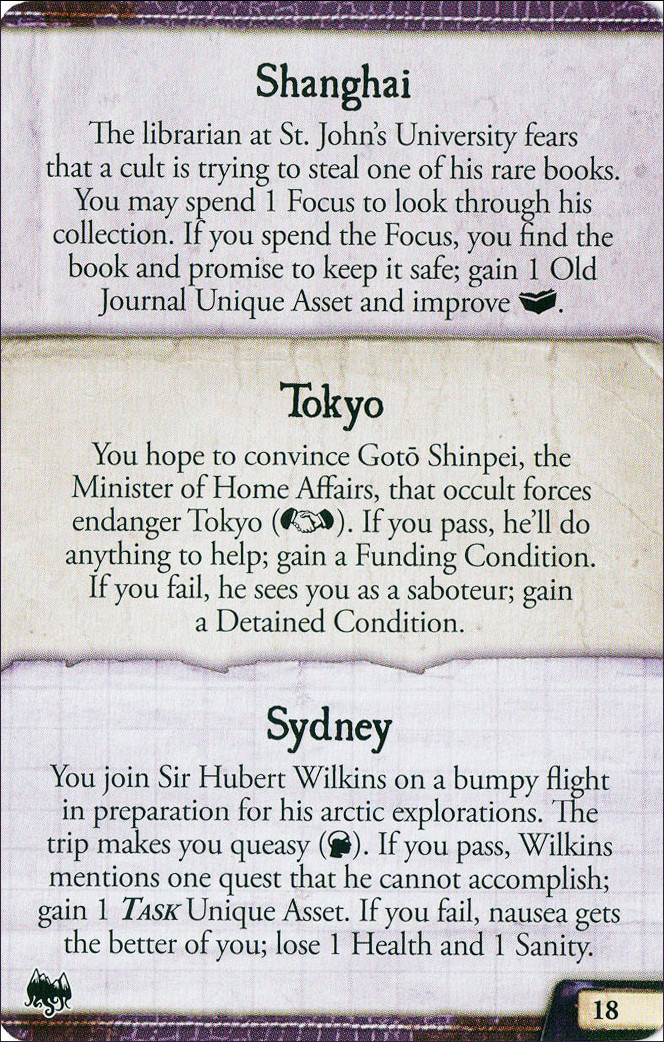 Shanghai
The librarian at St. John's University fears
that a cult is trying to steal one of his rare books.
You may spend 1 Focus to look through his
collection. If you spend the Focus, you find the
book and promise to keep it safe; gain 1 Old
Journal Unique Asset and improve .
Tokyo
You hope to convince Gotō Shinpei, the
Minister of Home Affairs, that occult forces
endanger Tokyo ( ). If you pass, he'll do
anything to help; gain a Funding Condition.
If you fail, he sees you as a saboteur; gain
a Detained Condition.
Sydney
You join Sir Hubert Wilkins on a bumpy flight
in preparation for his arctic explorations. The
trip makes you queasy ( ). If you pass, Wilkins
mentions one quest that he cannot accomplish;
gain 1 TASK Unique Asset. If you fail, nausea gets
the better of you; lose 1 Health and 1 Sanity.
18